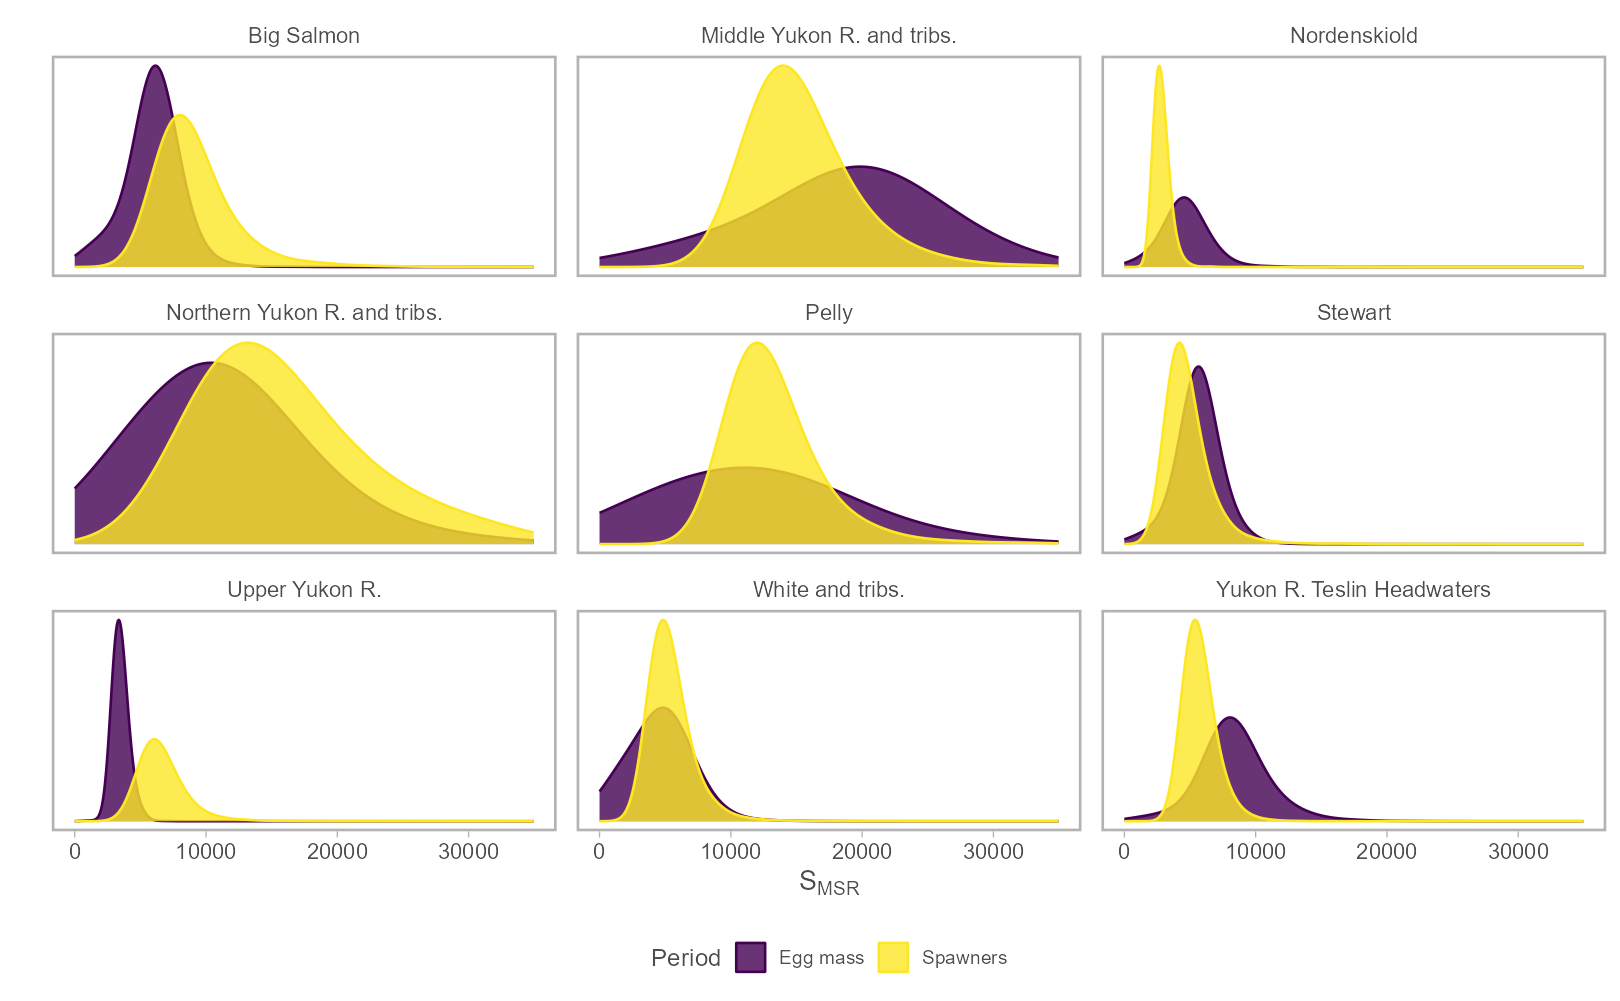 Big Salmon
Middle Yukon R. and tribs.
Nordenskiold
Northern Yukon R. and tribs.
Pelly
Stewart
Upper Yukon R.
White and tribs.
Yukon R. Teslin Headwaters
0 10000 20000 30000
0 10000 20000 30000
0 10000 20000 30000
SMSR
Period Egg mass Spawners